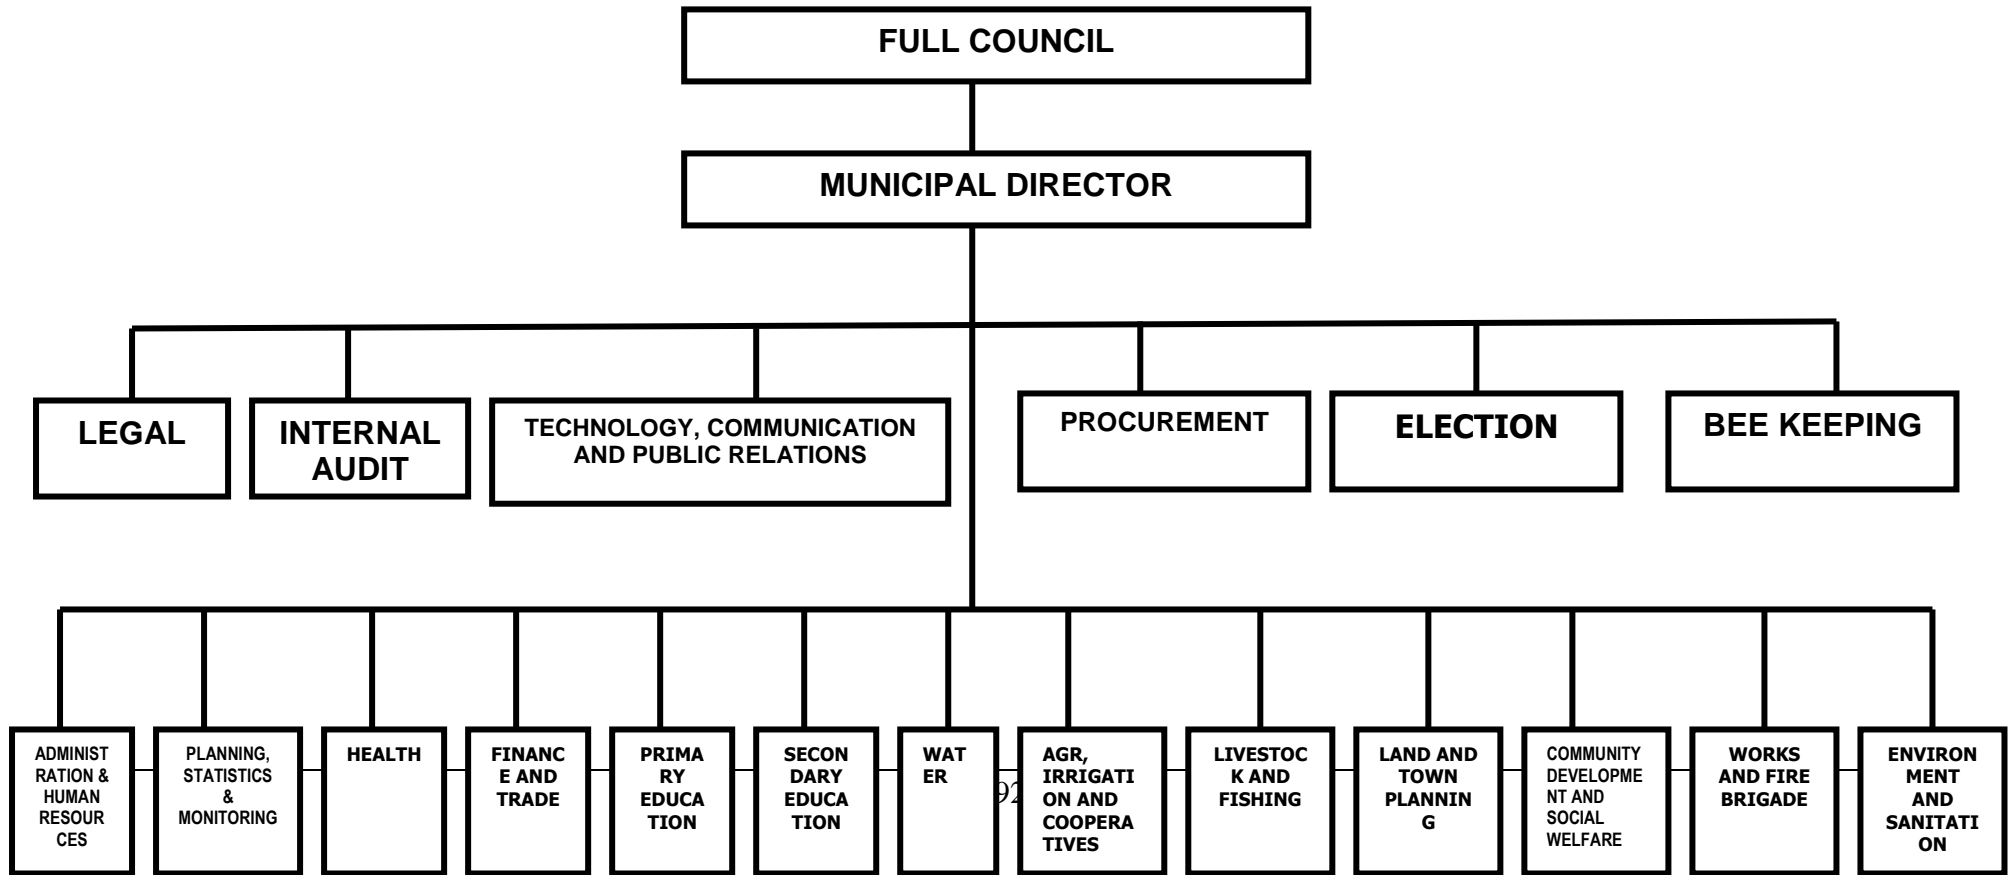 FULL COUNCIL
MUNICIPAL DIRECTOR
LEGAL
INTERNAL
AUDIT
TECHNOLOGY, COMMUNICATION
AND PUBLIC RELATIONS
PROCUREMENT
ELECTION
BEE KEEPING
ADMINIST
RATION &
HUMAN
RESOUR
CES
PLANNING,
STATISTICS
&
MONITORING
HEALTH
FINANC
E AND
TRADE
PRIMA
RY
EDUCA
TION
SECON
DARY
EDUCA
TION
WAT
ER
92
AGR,
IRRIGATI
ON AND
COOPERA
TIVES
LIVESTOC
K AND
FISHING
LAND AND
TOWN
PLANNIN
G
COMMUNITY
DEVELOPME
NT AND
SOCIAL
WELFARE
WORKS
AND FIRE
BRIGADE
ENVIRON
MENT
AND
SANITATI
ON